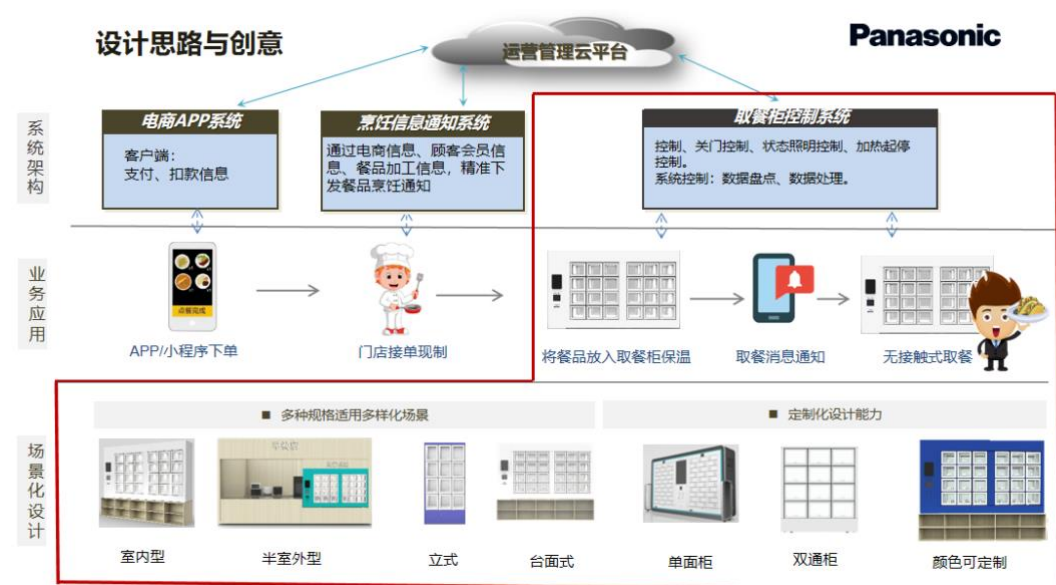 设计思路与创意
运营管理云平台
Panasonic
系统架构
电商APP系统
客户端：
支付、扣款信息
烹饪信息通知系统
通过电商信息、顾客会员信
息、餐品加工信息，精准下
发餐品烹饪通知
取餐柜控制系统
控制、关门控制、状态照明控制、加热起停
控制。
系统控制：数据盘点、数据处理。
业务应用
点餐完成
APP/小程序下单
门店接单现制
将餐品放入取餐柜保温
取餐消息通知
无接触式取餐
场景化设计
■ 多种规格适用多样化场景
■ 定制化设计能力
室内型
半室外型
立式
台面式
单面柜
双通柜
颜色可定制